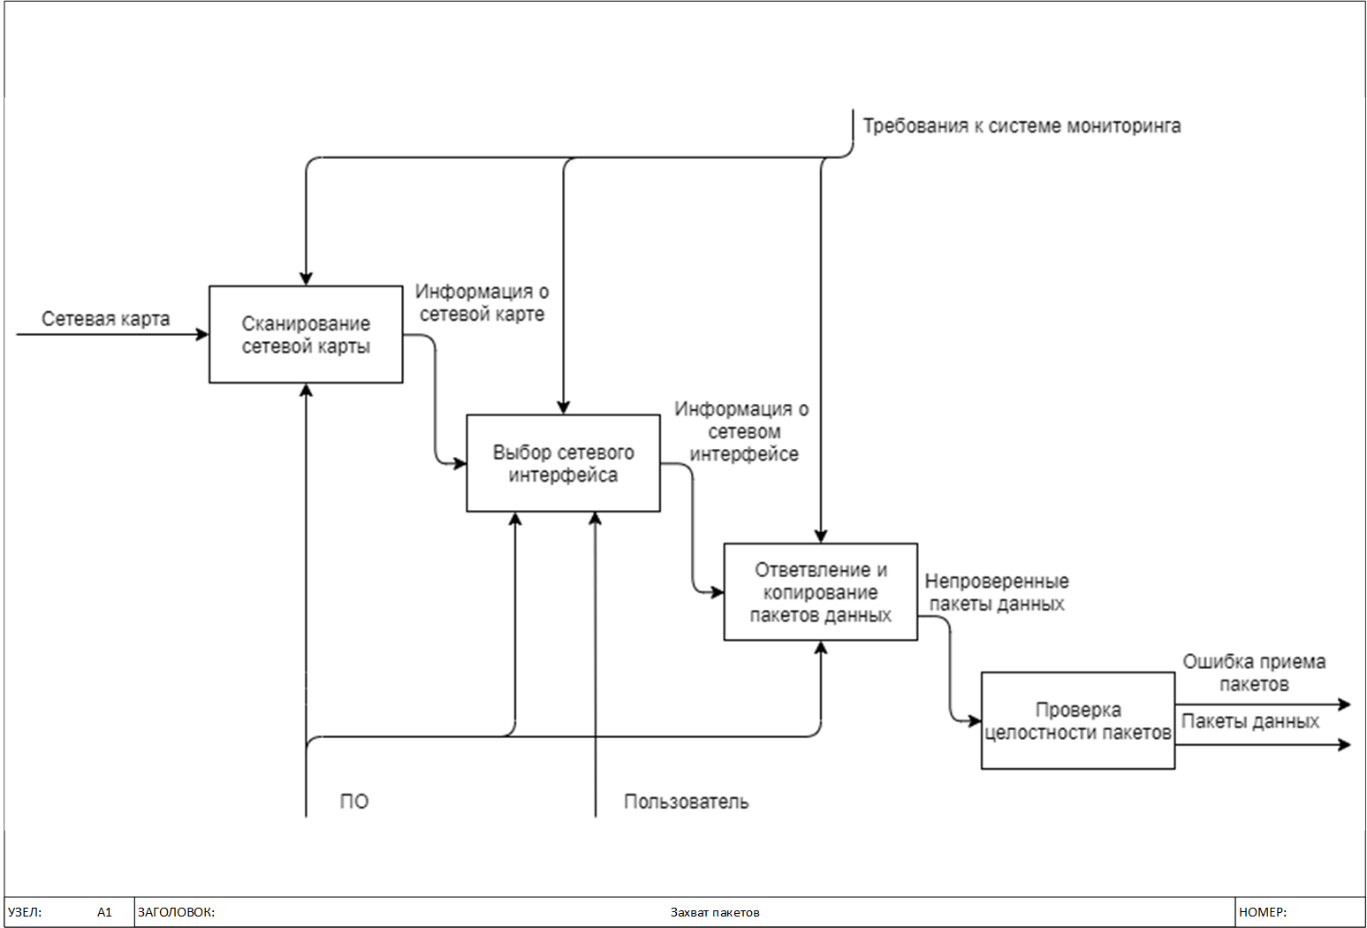 Требования к системе мониторинга
Информация о
сетевой карте
Сетевая карта
Сканирование
сетевой карты
Информация о
сетевом
интерфейсе
Выбор сетевого
интерфейса
Ответвление и
копирование
пакетов данных
Непроверенные
пакеты данных
Ошибка приема
пакетов
Проверка
целостности пакетов
Пакеты данных
ПО
Пользователь
УЗЕЛ: А1 ЗАГОЛОВОК: Захват пакетов НОМЕР: